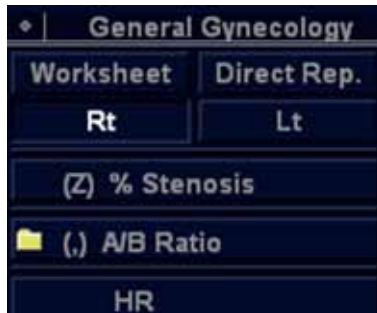 General Gynecology
Worksheet Direct Rep.
Rt Lt
(Z) % Stenosis
(,) A/B Ratio
HR